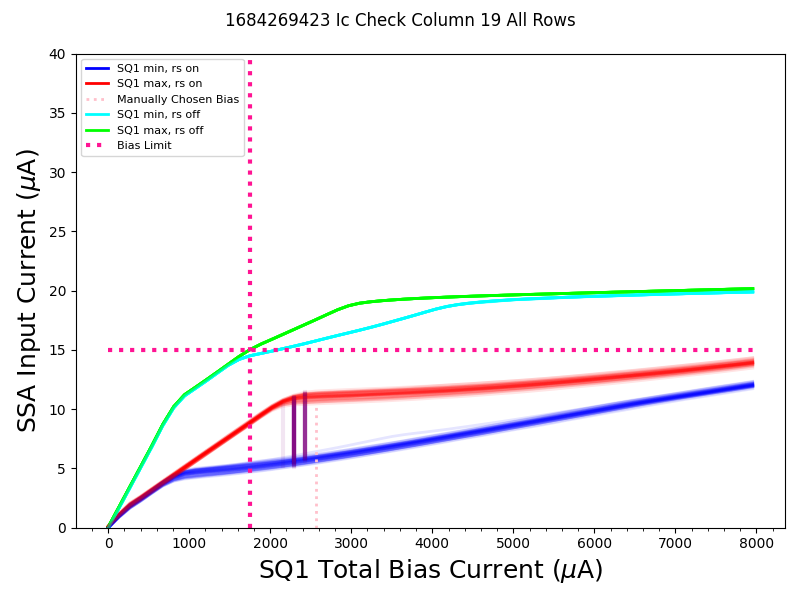 1684269423 Ic Check Column 19 All Rows
40
35
30
25
20
15
10
5
0
SSA Input Current (μA)
SQ1 min, rs on
SQ1 max, rs on
Manually Chosen Bias
SQ1 min, rs off
SQ1 max, rs off
Bias Limit
0 1000 2000 3000 4000 5000 6000 7000 8000
SQ1 Total Bias Current (μA)